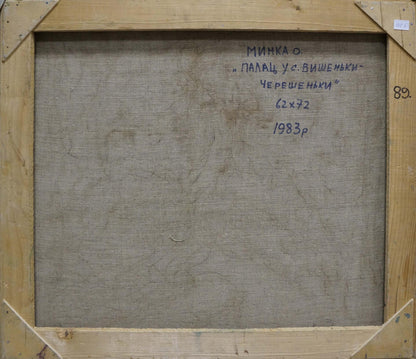 МИНКА О.
„ПАЛАЦ У с. ВИШЕНЬКИ-
ЧЕРЕШЕНЬКИ"
62х72
1983р
89.